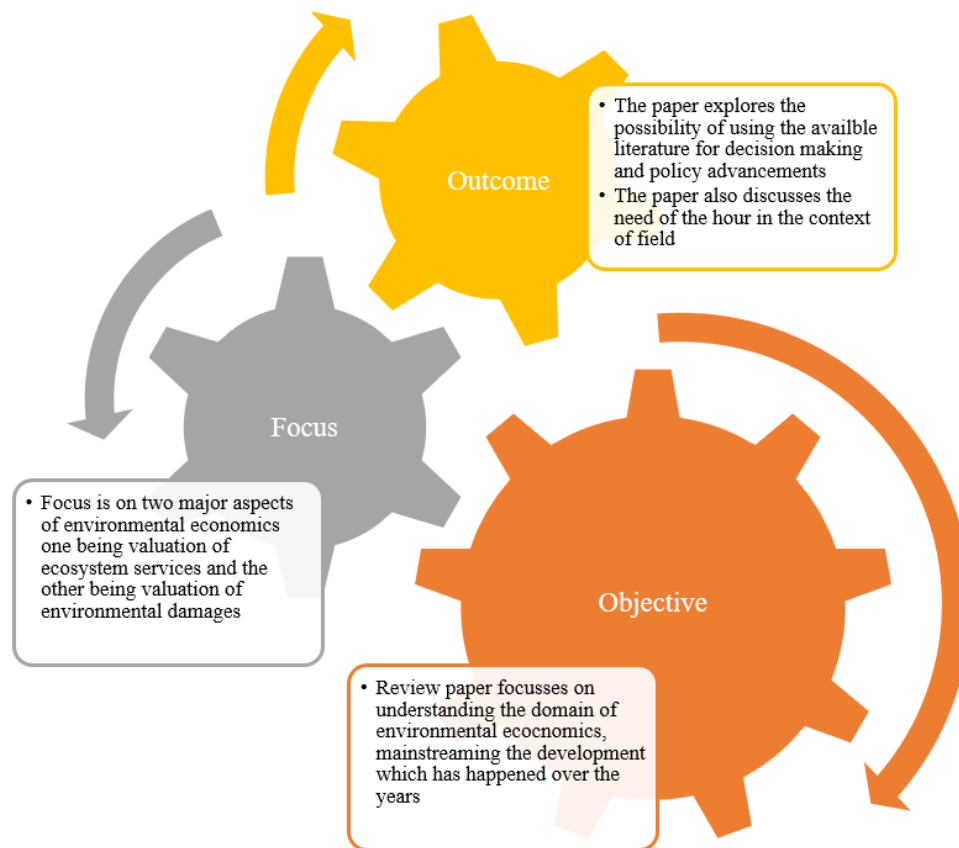 Outcome
• The paper explores the
possibility of using the availble
literature for decision making
and policy advancements
• The paper also discusses the
need of the hour in the context
of field
Focus
• Focus is on two major aspects
of environmental economics
one being valuation of
ecosystem services and the
other being valuation of
environmental damages
Objective
• Review paper focusses on
understanding the domain of
environmental ecocnomics,
mainstreaming the development
which has happened over the
years